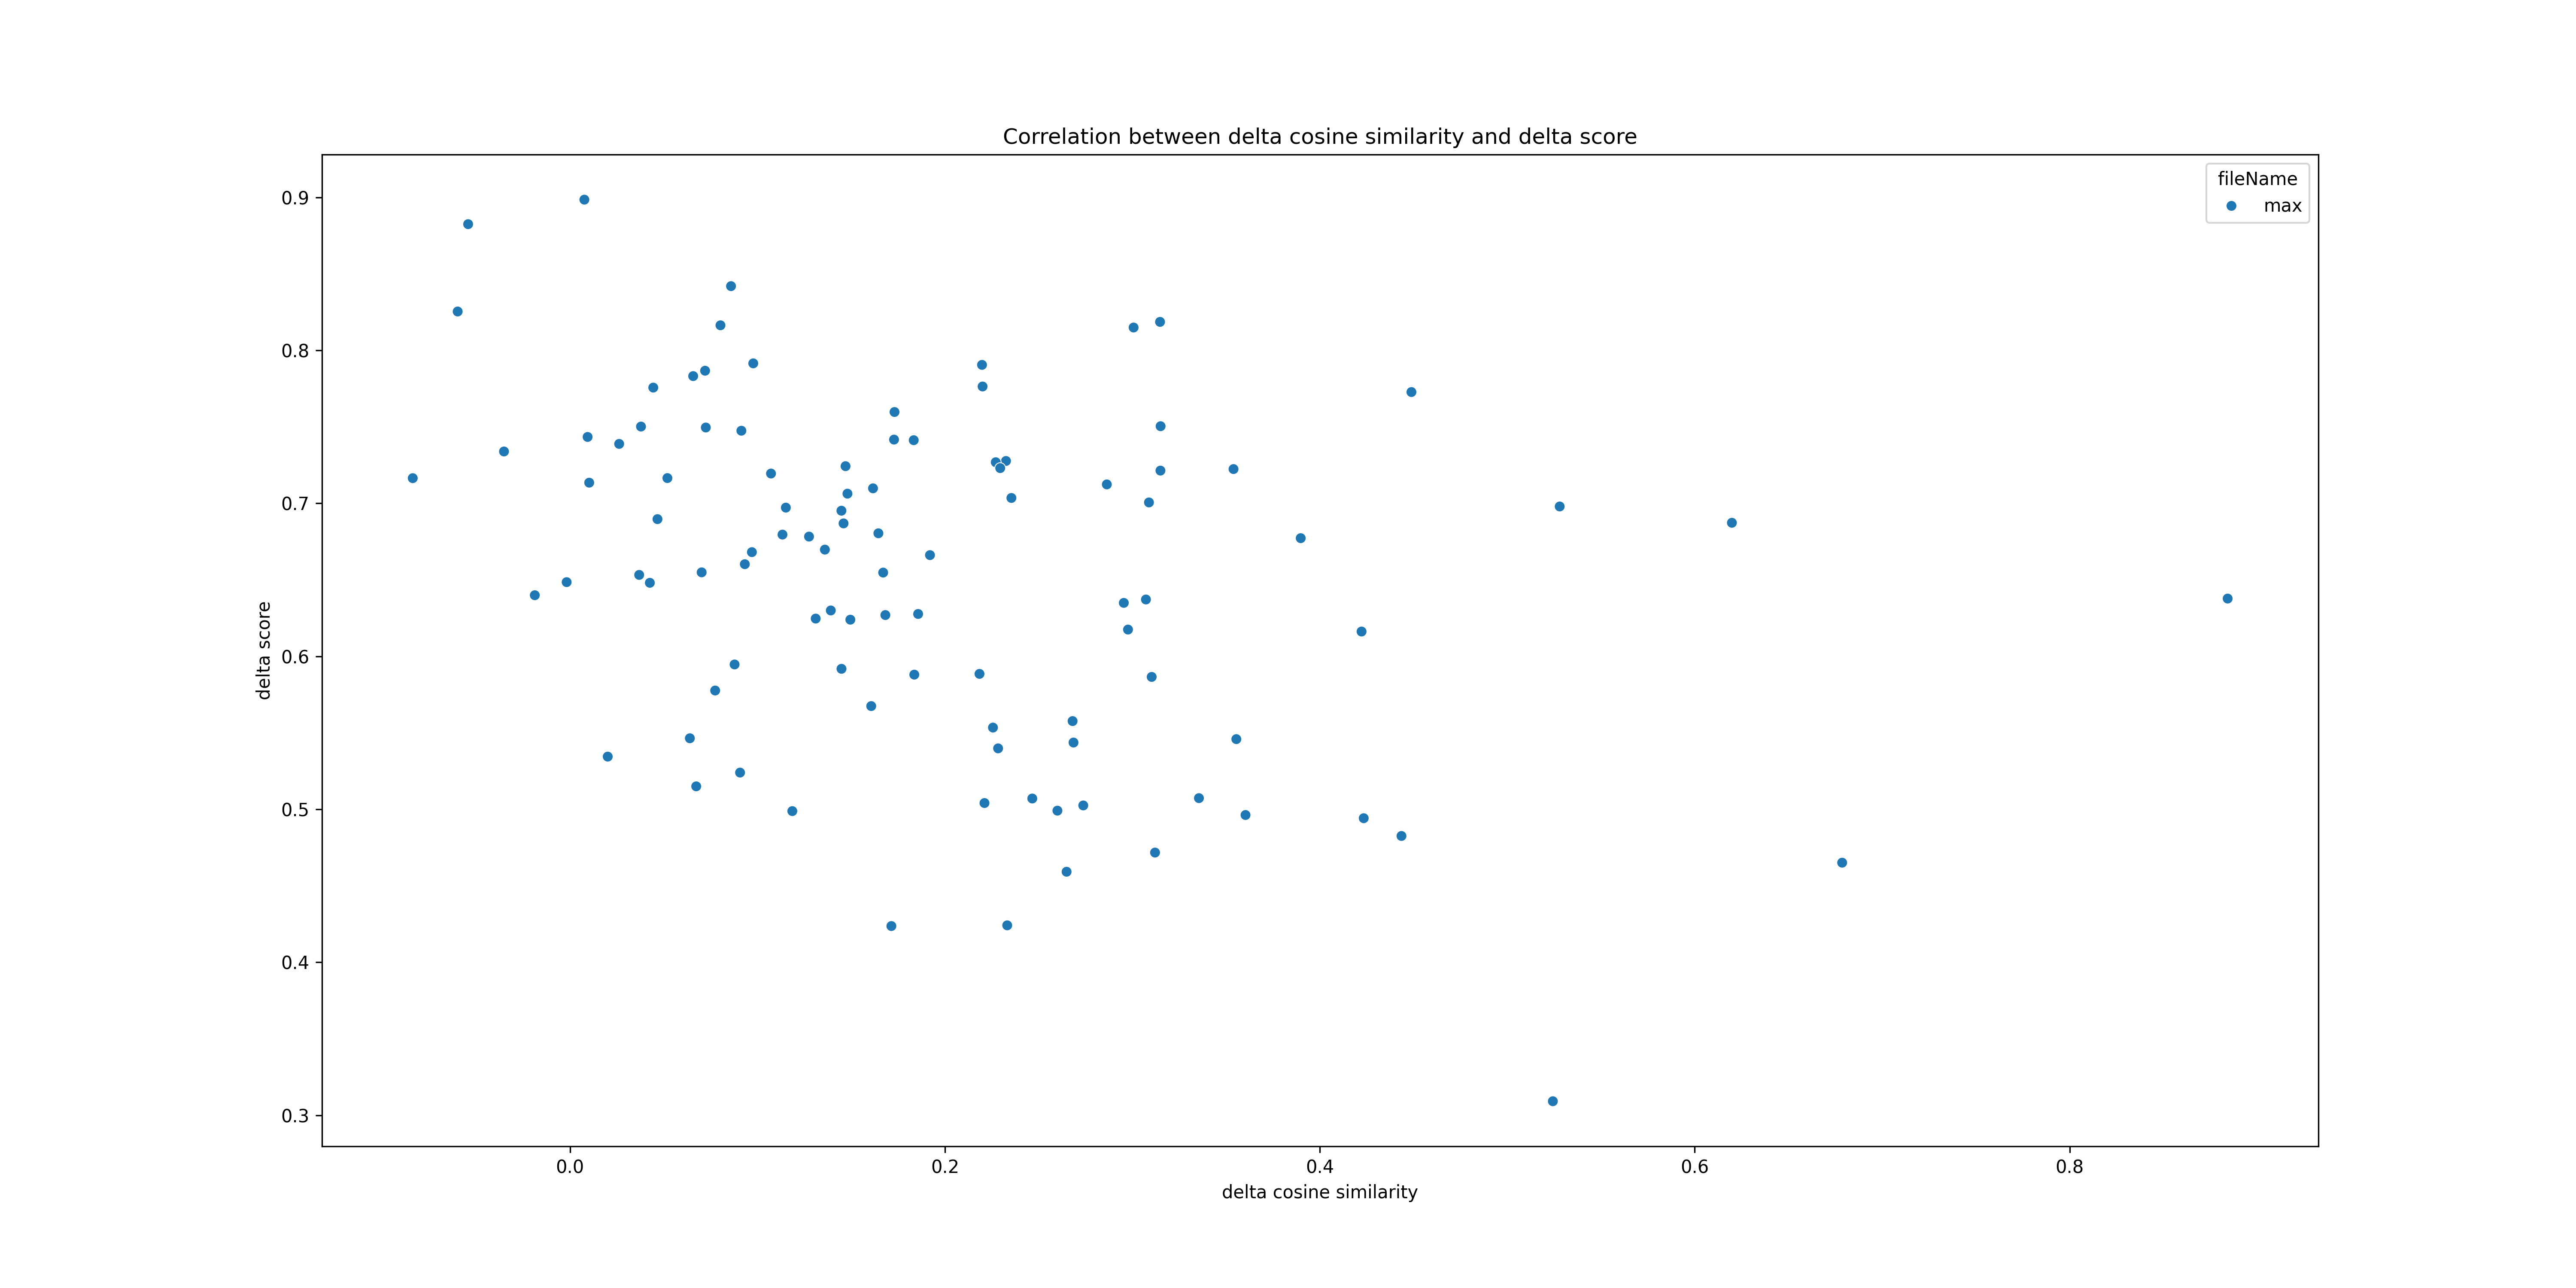 Correlation between delta cosine similarity and delta score
fileName
max
0.9
0.8
0.7
0.6
0.5
0.4
0.3
delta score
0.0 0.2 0.4 0.6 0.8
delta cosine similarity